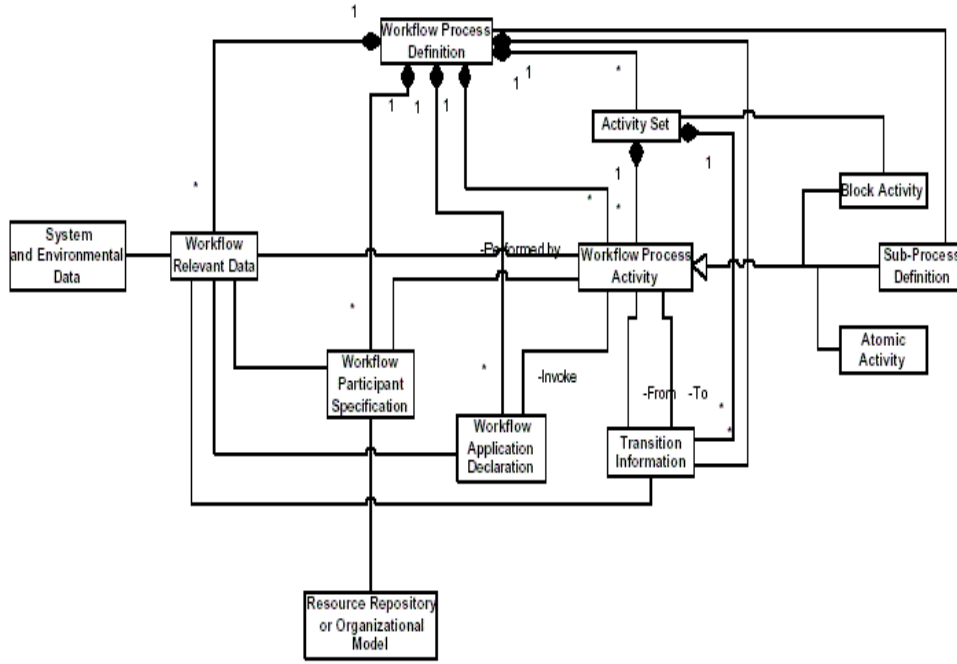 1
Workflow Process
Definition
1
1
*
1
1
1
Activity Set
1
1
Block Activity
*
*
*
System
and Environmental
Data
Workflow
Relevant Data
-Performed by
Workflow Process
Activity
Sub-Process
Definition
*
Atomic
Activity
Workflow
Participant
Specification
*
-Invoke
-From
-To
*
*
Workflow
Application
Declaration
Transition
Information
Resource Repository
or Organizational
Model